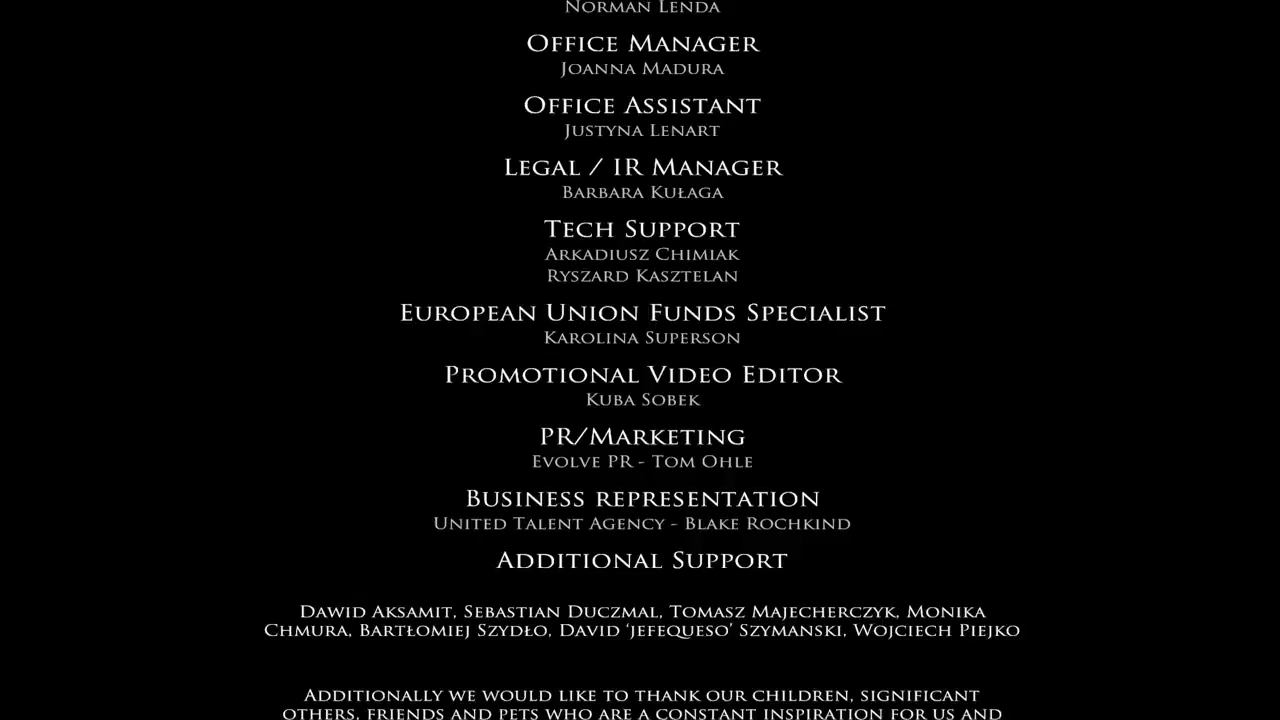 Norman Lenda
Office Manager
Joanna Madura
Office Assistant
Justyna Lenart
Legal / IR Manager
Barbara Kułaga
Tech Support
Arkadiusz Chimiak
Ryszard Kasztelan
European Union Funds Specialist
Karolina Superson
Promotional Video Editor
Kuba Sobek
PR/Marketing
Evolve PR - Tom Ohle
Business representation
United Talent Agency - Blake Rochkind
Additional Support
Dawid Aksamit, Sebastian Duczmal, Tomasz Majecherczyk, Monika
Chmura, Bartłomiej Szydło, David ‘jefequeso’ Szymanski, Wojciech Piejko
Additionally we would like to thank our children, significant
others, friends and pets who are a constant inspiration for us and